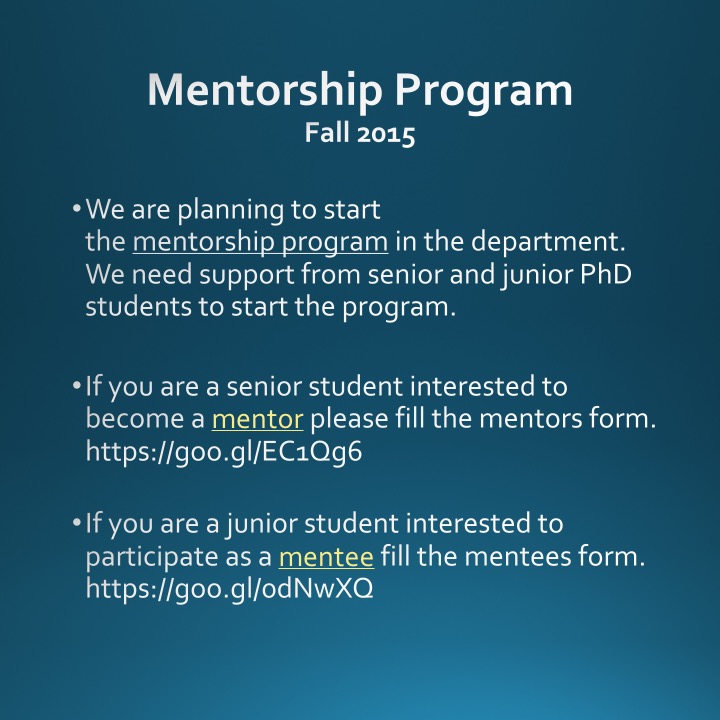 Mentorship Program
Fall 2015
• We are planning to start
the mentorship program in the department.
We need support from senior and junior PhD
students to start the program.
• If you are a senior student interested to
become a mentor please fill the mentors form.
https://goo.gl/EC1Qg6
• If you are a junior student interested to
participate as a mentee fill the mentees form.
https://goo.gl/odNwXQ